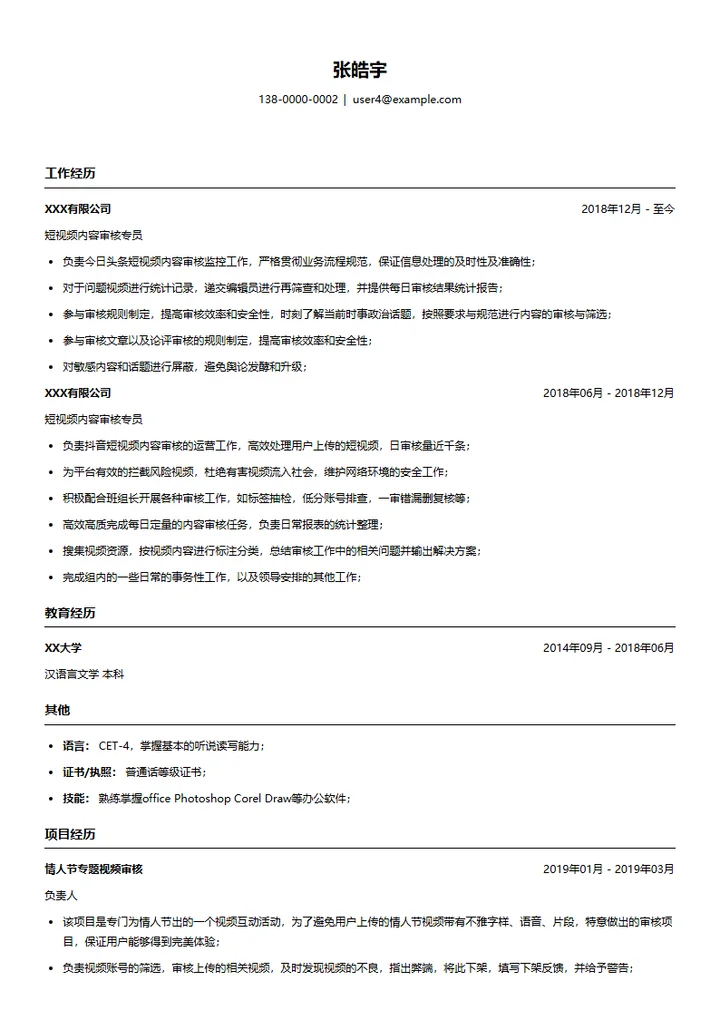 张皓宇
138-0000-0002 | user4@example.com
工作经历
XXX有限公司 2018年12月 - 至今
短视频内容审核专员
• 负责今日头条短视频内容审核监控工作，严格贯彻业务流程规范，保证信息处理的及时性及准确性；
• 对于问题视频进行统计记录，递交编辑员进行再筛查和处理，并提供每日审核结果统计报告；
• 参与审核规则制定，提高审核效率和安全性，时刻了解当前时事政治话题，按照要求与规范进行内容的审核与筛选；
• 参与审核文章以及论评审核的规则制定，提高审核效率和安全性；
• 对敏感内容和话题进行屏蔽，避免舆论发酵和升级；
XXX有限公司 2018年06月 - 2018年12月
短视频内容审核专员
• 负责抖音短视频内容审核的运营工作，高效处理用户上传的短视频，日审核量近千条；
• 为平台有效的拦截风险视频，杜绝有害视频流入社会，维护网络环境的安全工作；
• 积极配合班组长开展各种审核工作，如标签抽检，低分账号排查，一审错漏删复核等；
• 高效高质完成每日定量的内容审核任务，负责日常报表的统计整理；
• 搜集视频资源，按视频内容进行标注分类，总结审核工作中的相关问题并输出解决方案；
• 完成组内的一些日常的事务性工作，以及领导安排的其他工作；
教育经历
XX大学 2014年09月 - 2018年06月
汉语言文学 本科
其他
• 语言： CET-4，掌握基本的听说读写能力；
• 证书/执照： 普通话等级证书；
• 技能： 熟练掌握office Photoshop Corel Draw等办公软件；
项目经历
情人节专题视频审核 2019年01月 - 2019年03月
负责人
• 该项目是专门为情人节出的一个视频互动活动，为了避免用户上传的情人节视频带有不雅字样、语音、片段，特意做出的审核项
目，保证用户能够得到完美体验；
• 负责视频账号的筛选，审核上传的相关视频，及时发现视频的不良，指出弊端，将此下架，填写下架反馈，并给予警告；